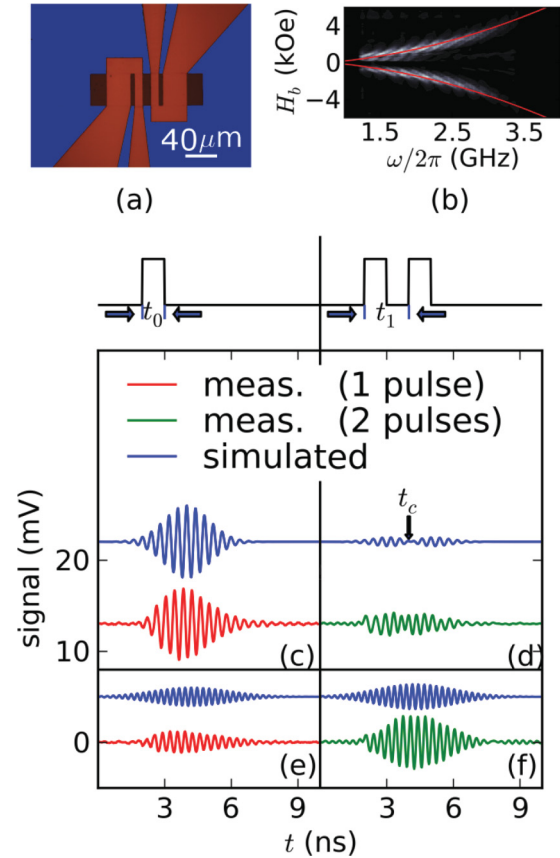 40μm
(a)
H_b (kOe)
4
0
−4
1.5 2.5 3.5
ω/2π (GHz)
(b)
t_0
t_1
meas. (1 pulse)
meas. (2 pulses)
simulated
t_c
signal (mV)
20
10
0
(c)
(d)
(e)
(f)
3 6 9 3 6 9
t (ns)